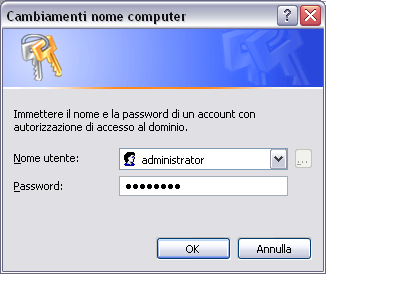 Cambiamenti nome computer
Immettere il nome e la password di un account con
autorizzazione di accesso al dominio.
Nome utente: administrator
...
Password: ●●●●●●●●
OK Annulla